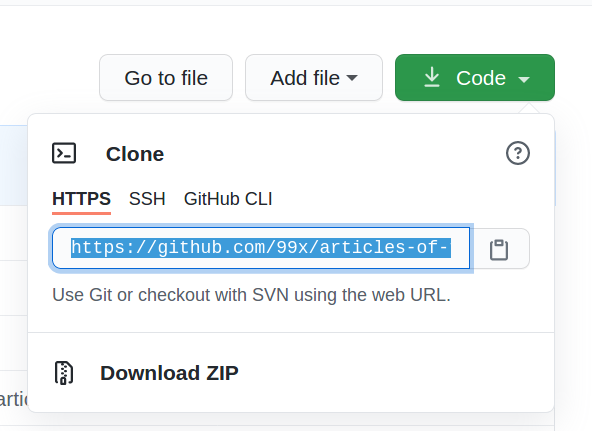 Go to file Add file Code
Clone
HTTPS SSH GitHub CLI
https://github.com/99x/articles-of-
Use Git or checkout with SVN using the web URL.
Download ZIP